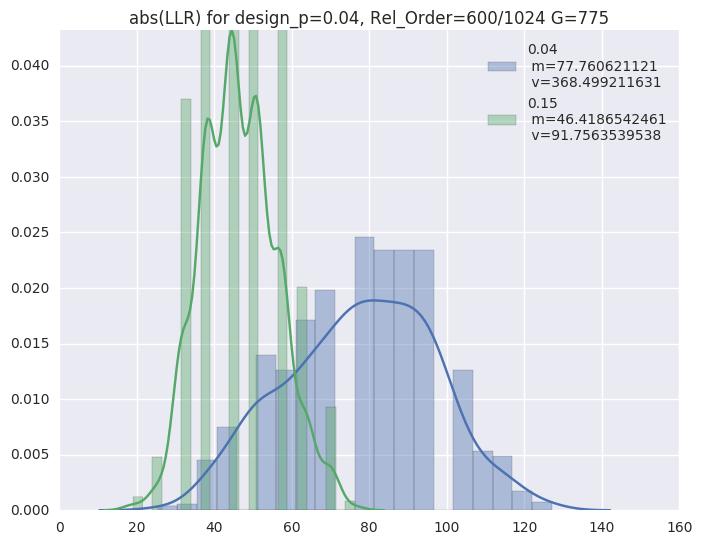 abs(LLR) for design_p=0.04, Rel_Order=600/1024 G=775
0.04
m=77.760621121
v=368.499211631
0.15
m=46.4186542461
v=91.7563539538
0.040
0.035
0.030
0.025
0.020
0.015
0.010
0.005
0.000
0 20 40 60 80 100 120 140 160